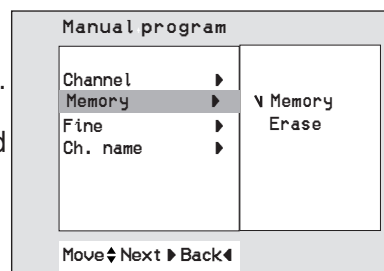 Manual program
Channel
Memory
Fine
Ch. name
√ Memory
Erase
Move Next Back